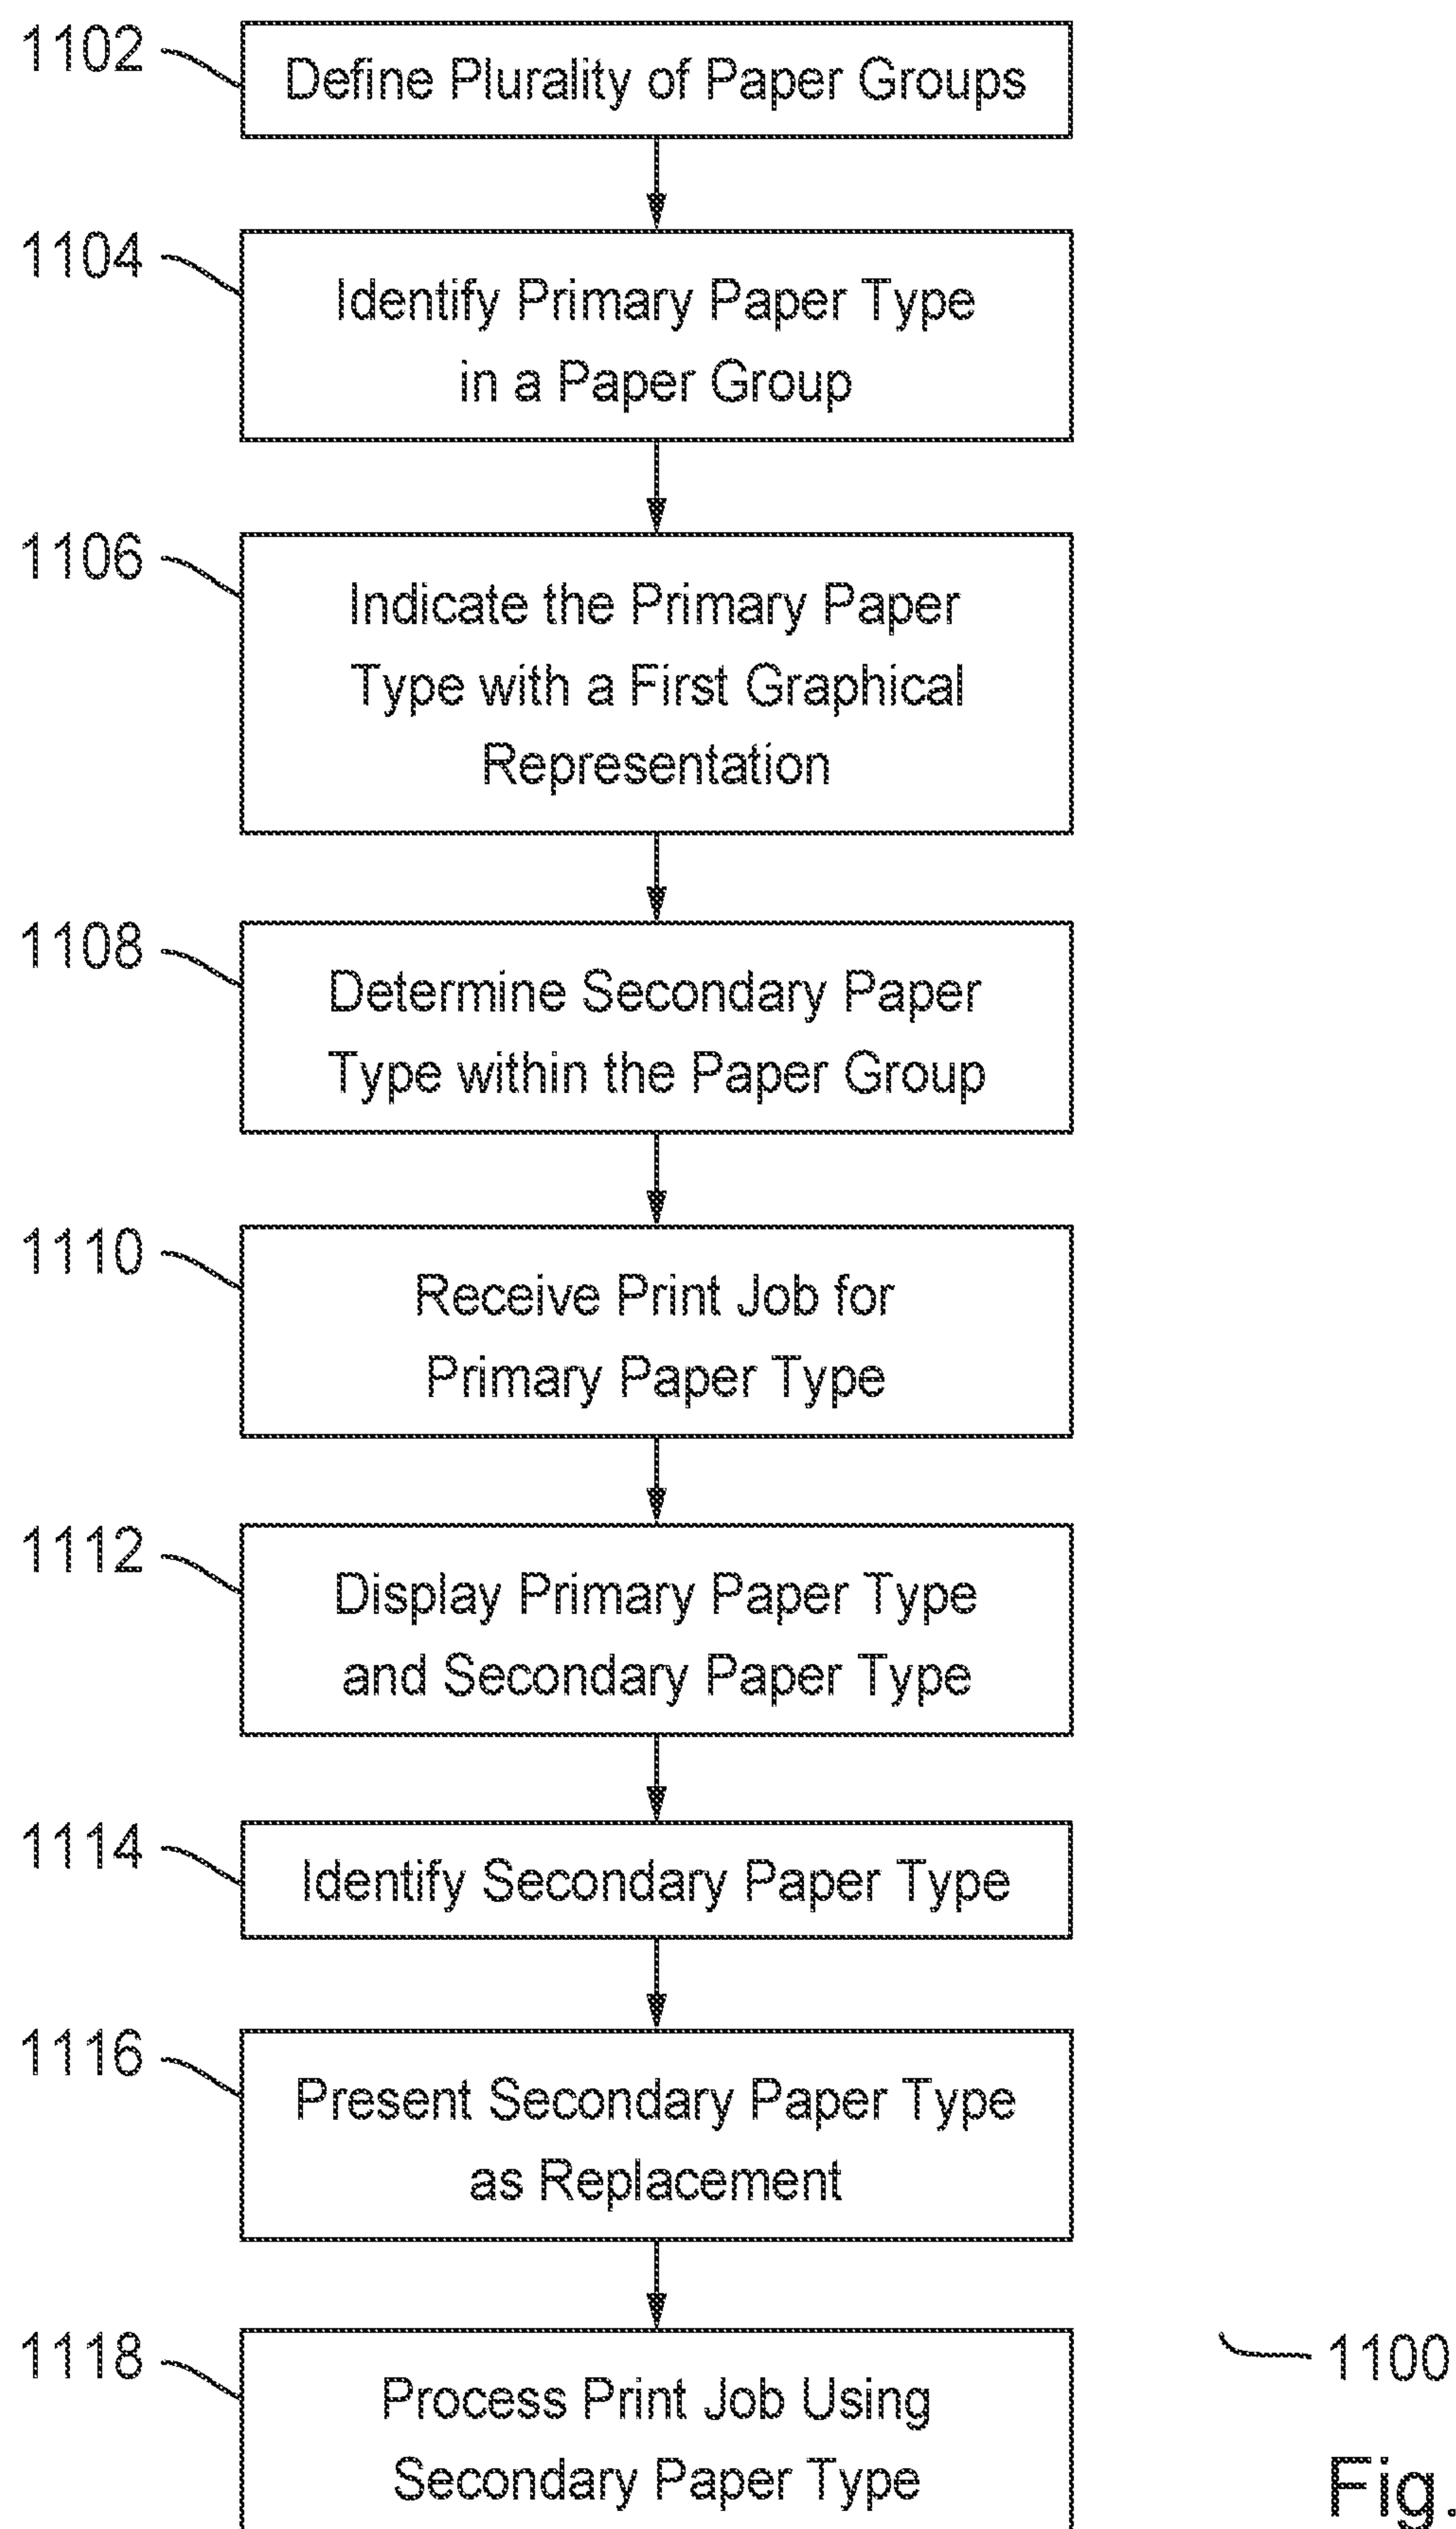 1102
Define Plurality of Paper Groups
1104
Identify Primary Paper Type
in a Paper Group
1106
Indicate the Primary Paper
Type with a First Graphical
Representation
1108
Determine Secondary Paper
Type within the Paper Group
1110
Receive Print Job for
Primary Paper Type
1112
Display Primary Paper Type
and Secondary Paper Type
1114
Identify Secondary Paper Type
1116
Present Secondary Paper Type
as Replacement
1118
Process Print Job Using
Secondary Paper Type
1100
Fig.